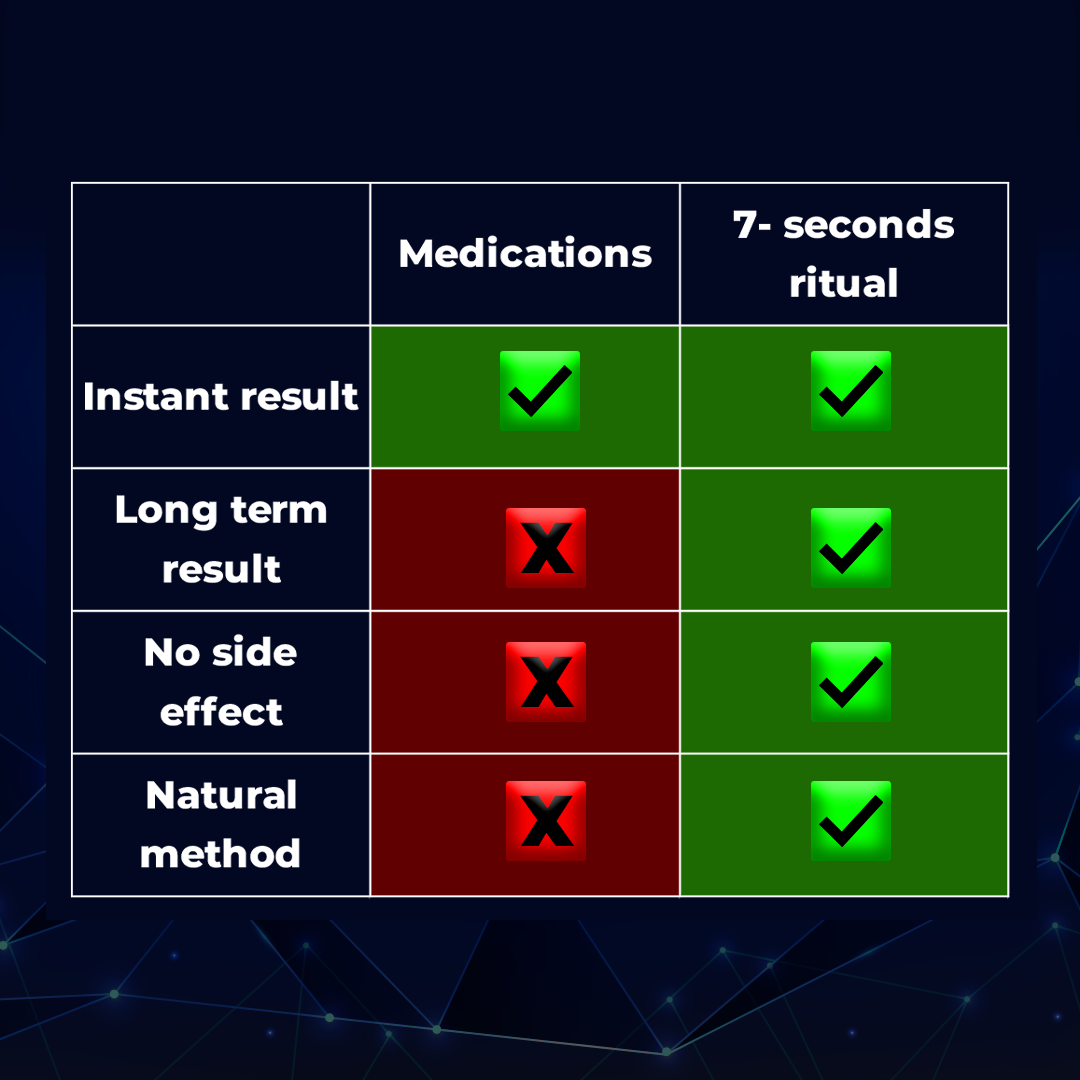 Medications
7- seconds
ritual
Instant result
Long term
result
No side
effect
Natural
method